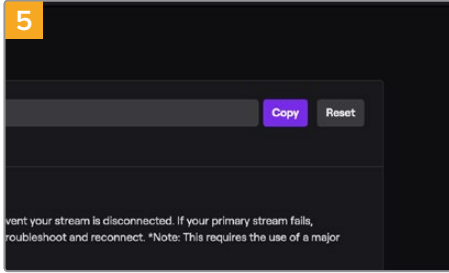 5
Copy Reset
vent your stream is disconnected. If your primary stream fails,
roubleshoot and reconnect. *Note: This requires the use of a major